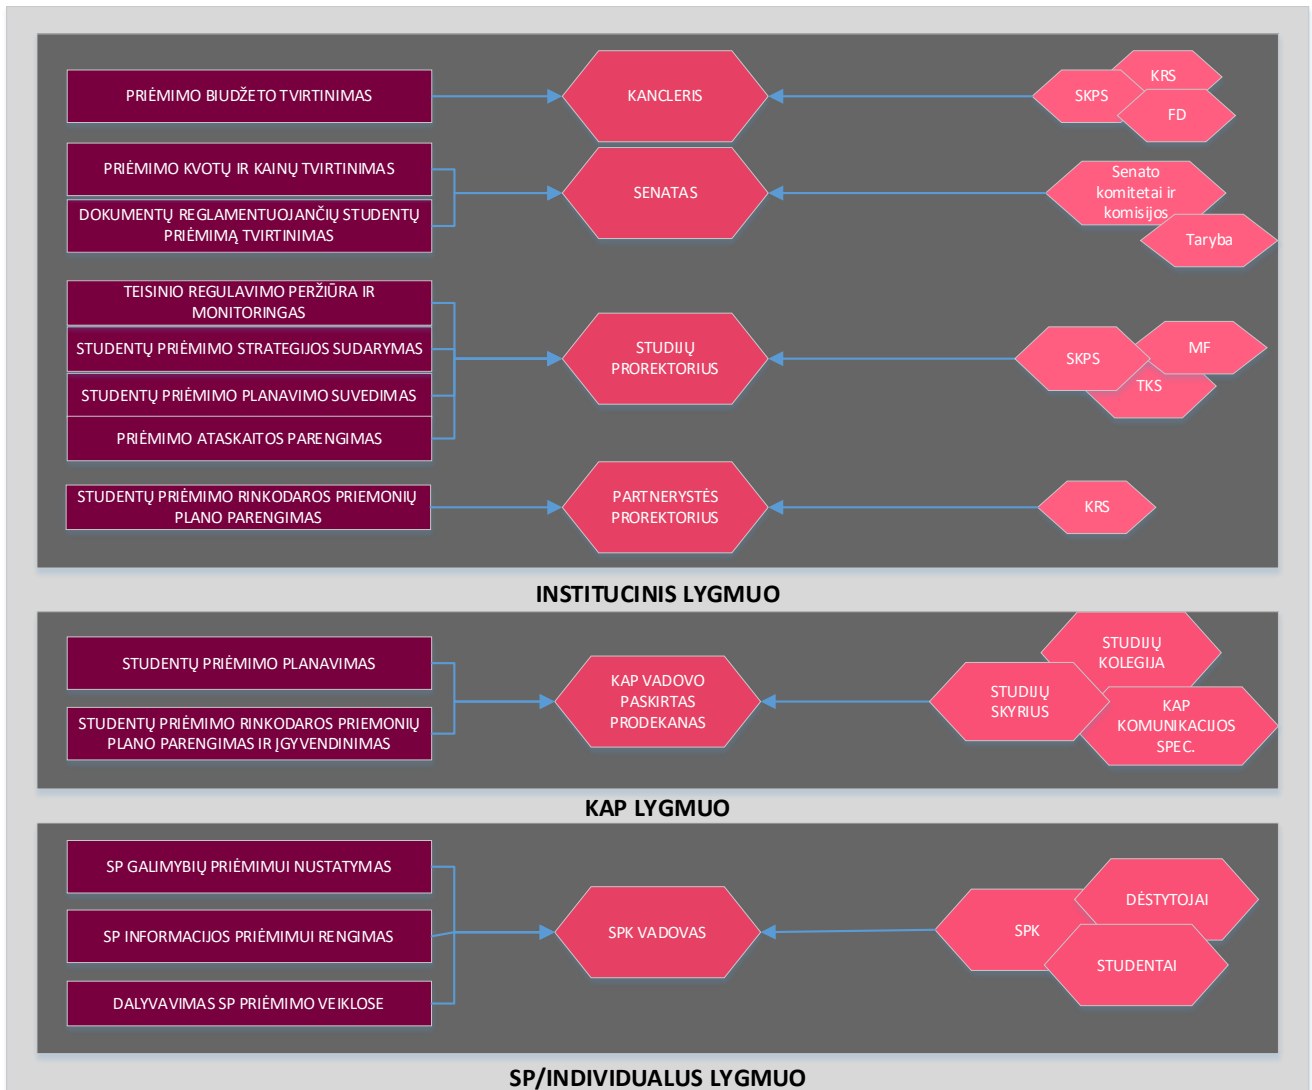 PRIĖMIMO BIUDŽETO TVIRTINIMAS
KANCLERIS
SKPS
KRS
FD
PRIĖMIMO KVOTŲ IR KAINŲ TVIRTINIMAS
DOKUMENTŲ REGLAMENTUOJANČIŲ STUDENTŲ
PRIĖMIMĄ TVIRTINIMAS
SENATAS
Senato
komitetai ir
komisijos
Taryba
TEISINIO REGULAVIMO PERŽIŪRA IR
MONITORINGAS
STUDENTŲ PRIĖMIMO STRATEGIJOS SUDARYMAS
STUDENTŲ PRIĖMIMO PLANAVIMO SUVEDIMAS
PRIĖMIMO ATASKAITOS PARENGIMAS
STUDIJŲ
PROREKTORIUS
SKPS
MF
TKS
STUDENTŲ PRIĖMIMO RINKODAROS PRIEMONIŲ
PLANO PARENGIMAS
PARTNERYSTĖS
PROREKTORIUS
KRS
INSTITUCINIS LYGMUO
STUDENTŲ PRIĖMIMO PLANAVIMAS
STUDENTŲ PRIĖMIMO RINKODAROS PRIEMONIŲ
PLANO PARENGIMAS IR ĮGYVENDINIMAS
KAP VADOVO
PASKIRTAS
PRODEKANAS
STUDIJŲ
SKYRIUS
STUDIJŲ
KOLEGIJA
KAP
KOMUNIKACIJOS
SPEC.
KAP LYGMUO
SP GALIMYBIŲ PRIĖMIMUI NUSTATYMAS
SP INFORMACIJOS PRIĖMIMUI RENGIMAS
DALYVAVIMAS SP PRIĖMIMO VEIKLOSE
SPK VADOVAS
SPK
DĖSTYTOJAI
STUDENTAI
SP/INDIVIDUALUS LYGMUO